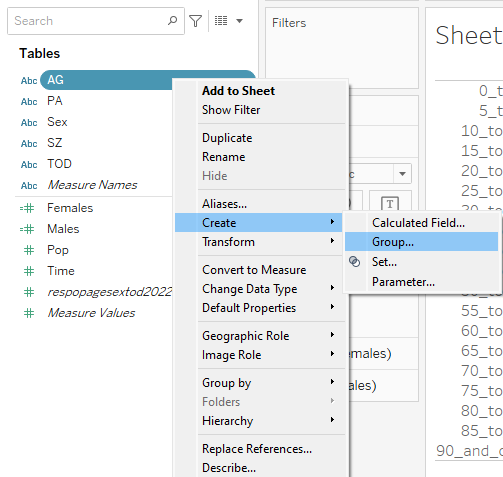 Search
Tables
Abc AG
Abc PA
Abc Sex
Abc SZ
Abc TOD
Abc Measure Names
Females
Males
Pop
Time
respopagesextod2022
Measure Values
Add to Sheet
Show Filter
Duplicate
Rename
Hide
Aliases...
Create
Transform
Convert to Measure
Change Data Type
Default Properties
Geographic Role
Image Role
Group by
Folders
Hierarchy
Replace References...
Describe...
Calculated Field...
Group...
Set...
Parameter...
Filters
c
T
emales)
ales)
Sheet
0_t
5_t
10_to
15_to
20_to
25_to
30_to
55_to
60_to
65_to
70_to
75_to
80_to
85_to
90_and_o